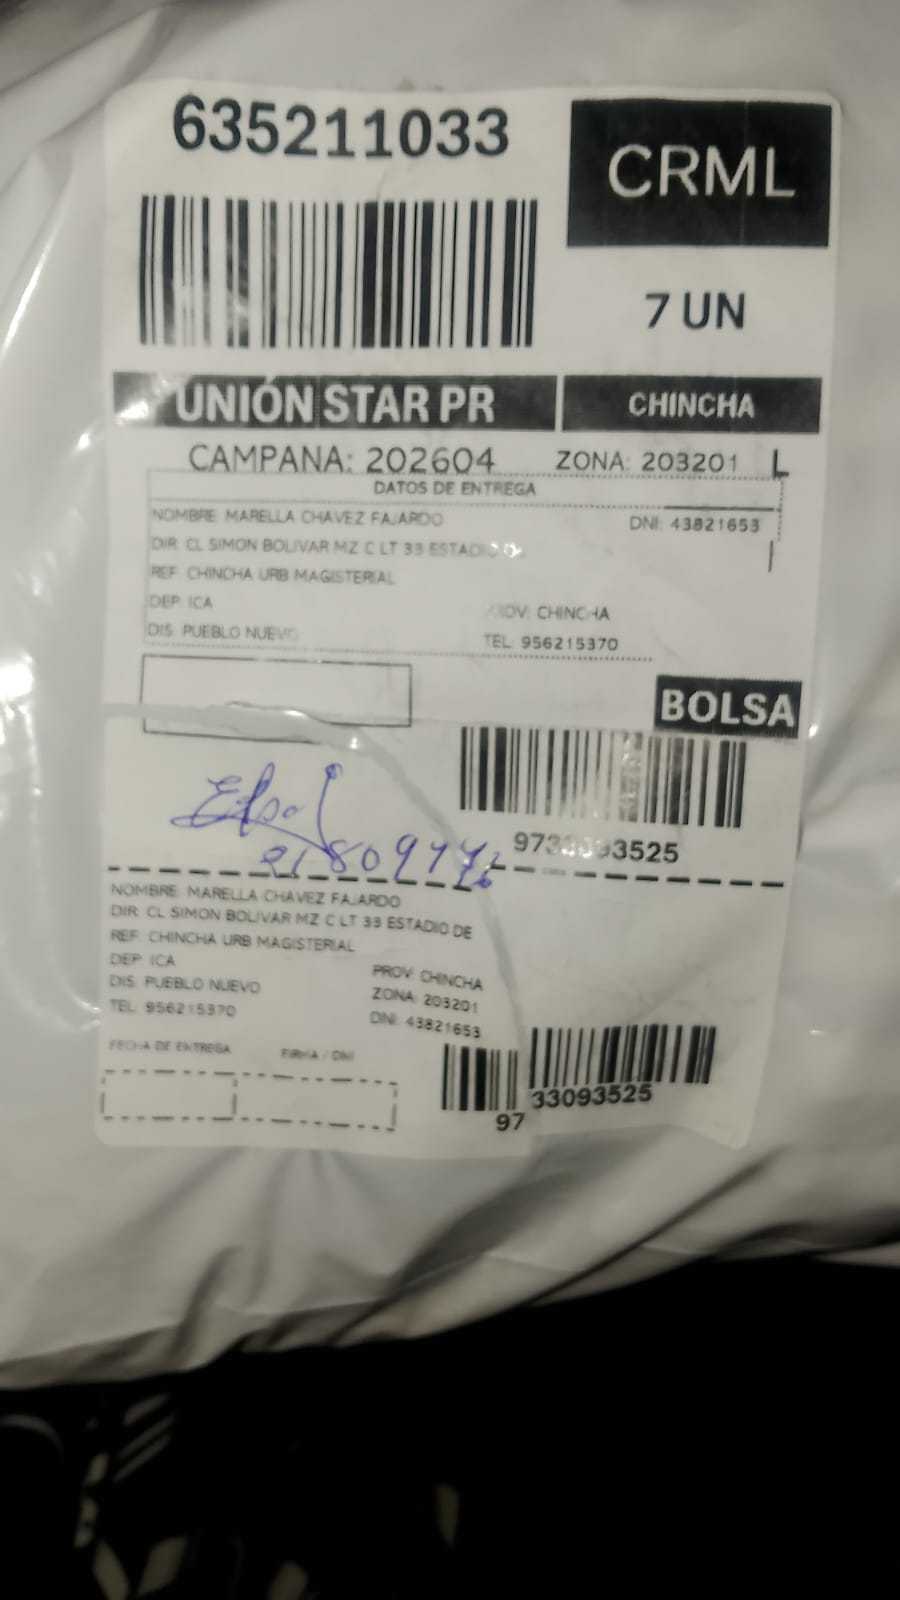 635211033
CRML
7 UN
UNIÓN STAR PR
CHINCHA
CAMPANA: 202604
ZONA: 203201 L
DATOS DE ENTREGA
NOMBRE: MARELLA CHAVEZ FAJARDO
DNI: 43821653
DIR: CL SIMON BOLIVAR MZ C LT 33
REF: CHINCHA URB MAGISTERIAL
DEP: ICA
PROV: CHINCHA
DIS: PUEBLO NUEVO
TEL: 956215370
BOLSA
NOMBRE: MARELLA CHAVEZ FAJARDO
DIR: CL SIMON BOLIVAR MZ C LT 33 ESTADIO DE
REF: CHINCHA URB MAGISTERIAL
DEP: ICA
PROV: CHINCHA
DIS: PUEBLO NUEVO
ZONA: 203201
TEL: 956215370
DNI: 43821653
FECHA DE ENTREGA
FIRMA / DNI
97
33093525